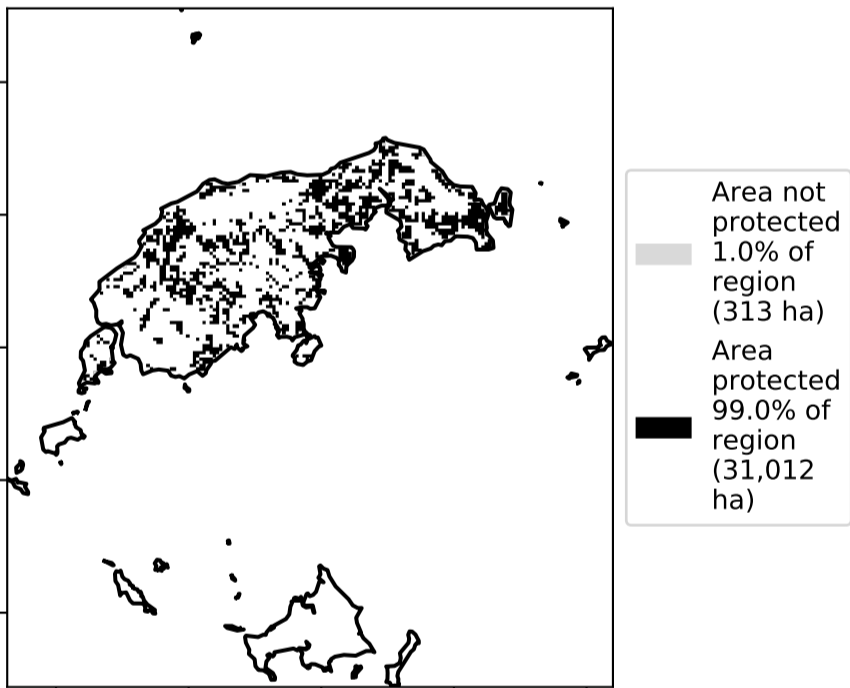 Area not
protected
1.0% of
region
(313 ha)
Area
protected
99.0% of
region
(31,012
ha)